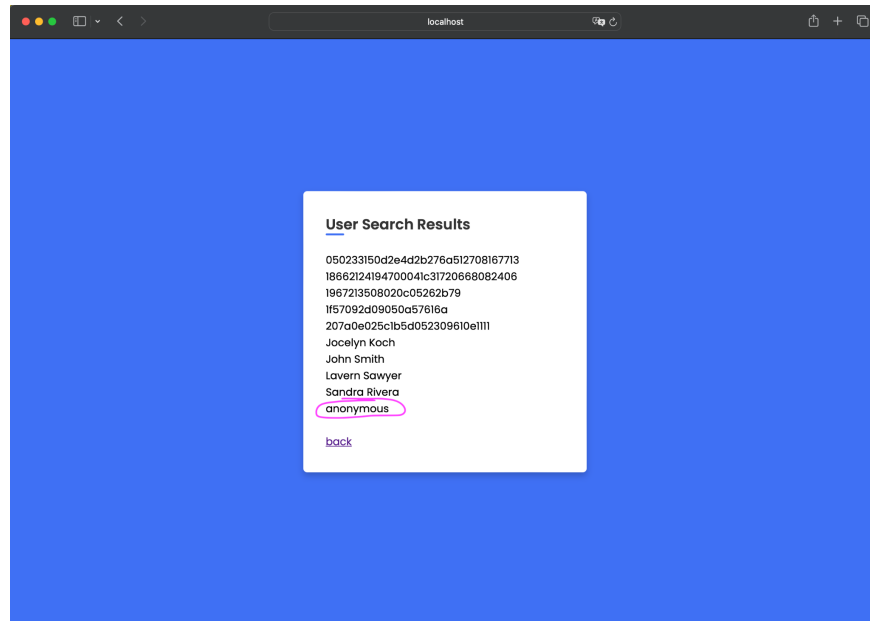 localhost
User Search Results
050233150d2e4d2b276a512708167713
18662124194700041c31720668082406
1967213508020c05262b79
1f57092d09050a57616a
207a0e025c1b5d052309610e1111
Jocelyn Koch
John Smith
Lavern Sawyer
Sandra Rivera
anonymous
back